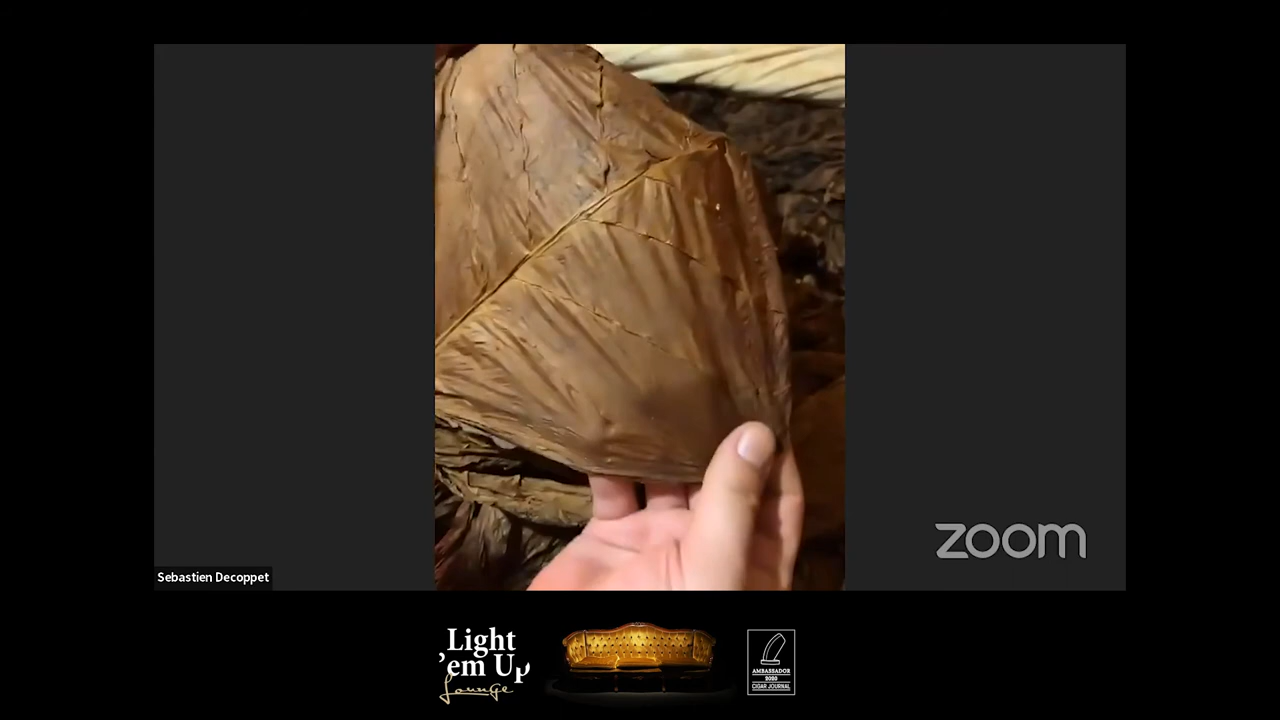 zoom
Sebastien Decoppet
Light
'em Up
Lounge
AMBASSADOR
2020
CIGAR JOURNAL